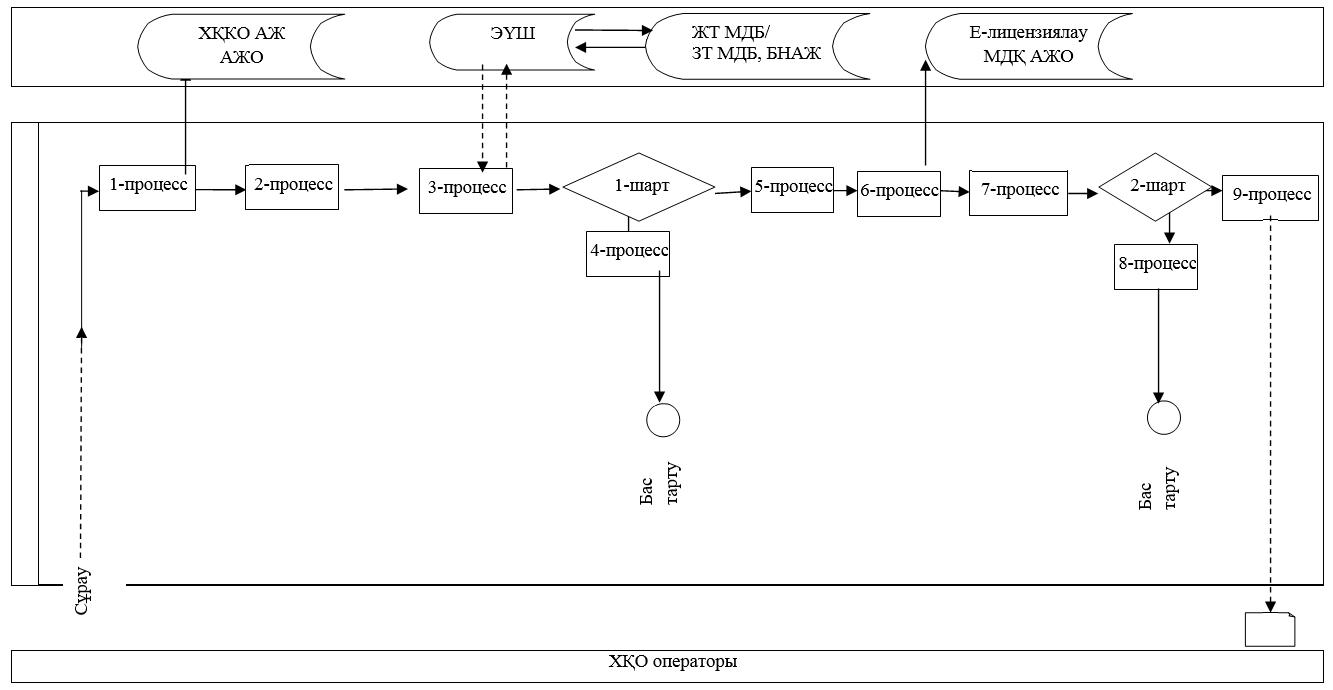 ХҚКО АЖ
АЖО
ЭҮШ
ЖТ МДБ/
ЗТ МДБ, БНАЖ
Е-лицензиялау
МДҚ АЖО
1-процесс
2-процесс
3-процесс
1-шарт
5-процесс
6-процесс
7-процесс
2-шарт
9-процесс
4-процесс
8-процесс
Бас
тарту
Бас
тарту
Сұрау
ХҚО операторы